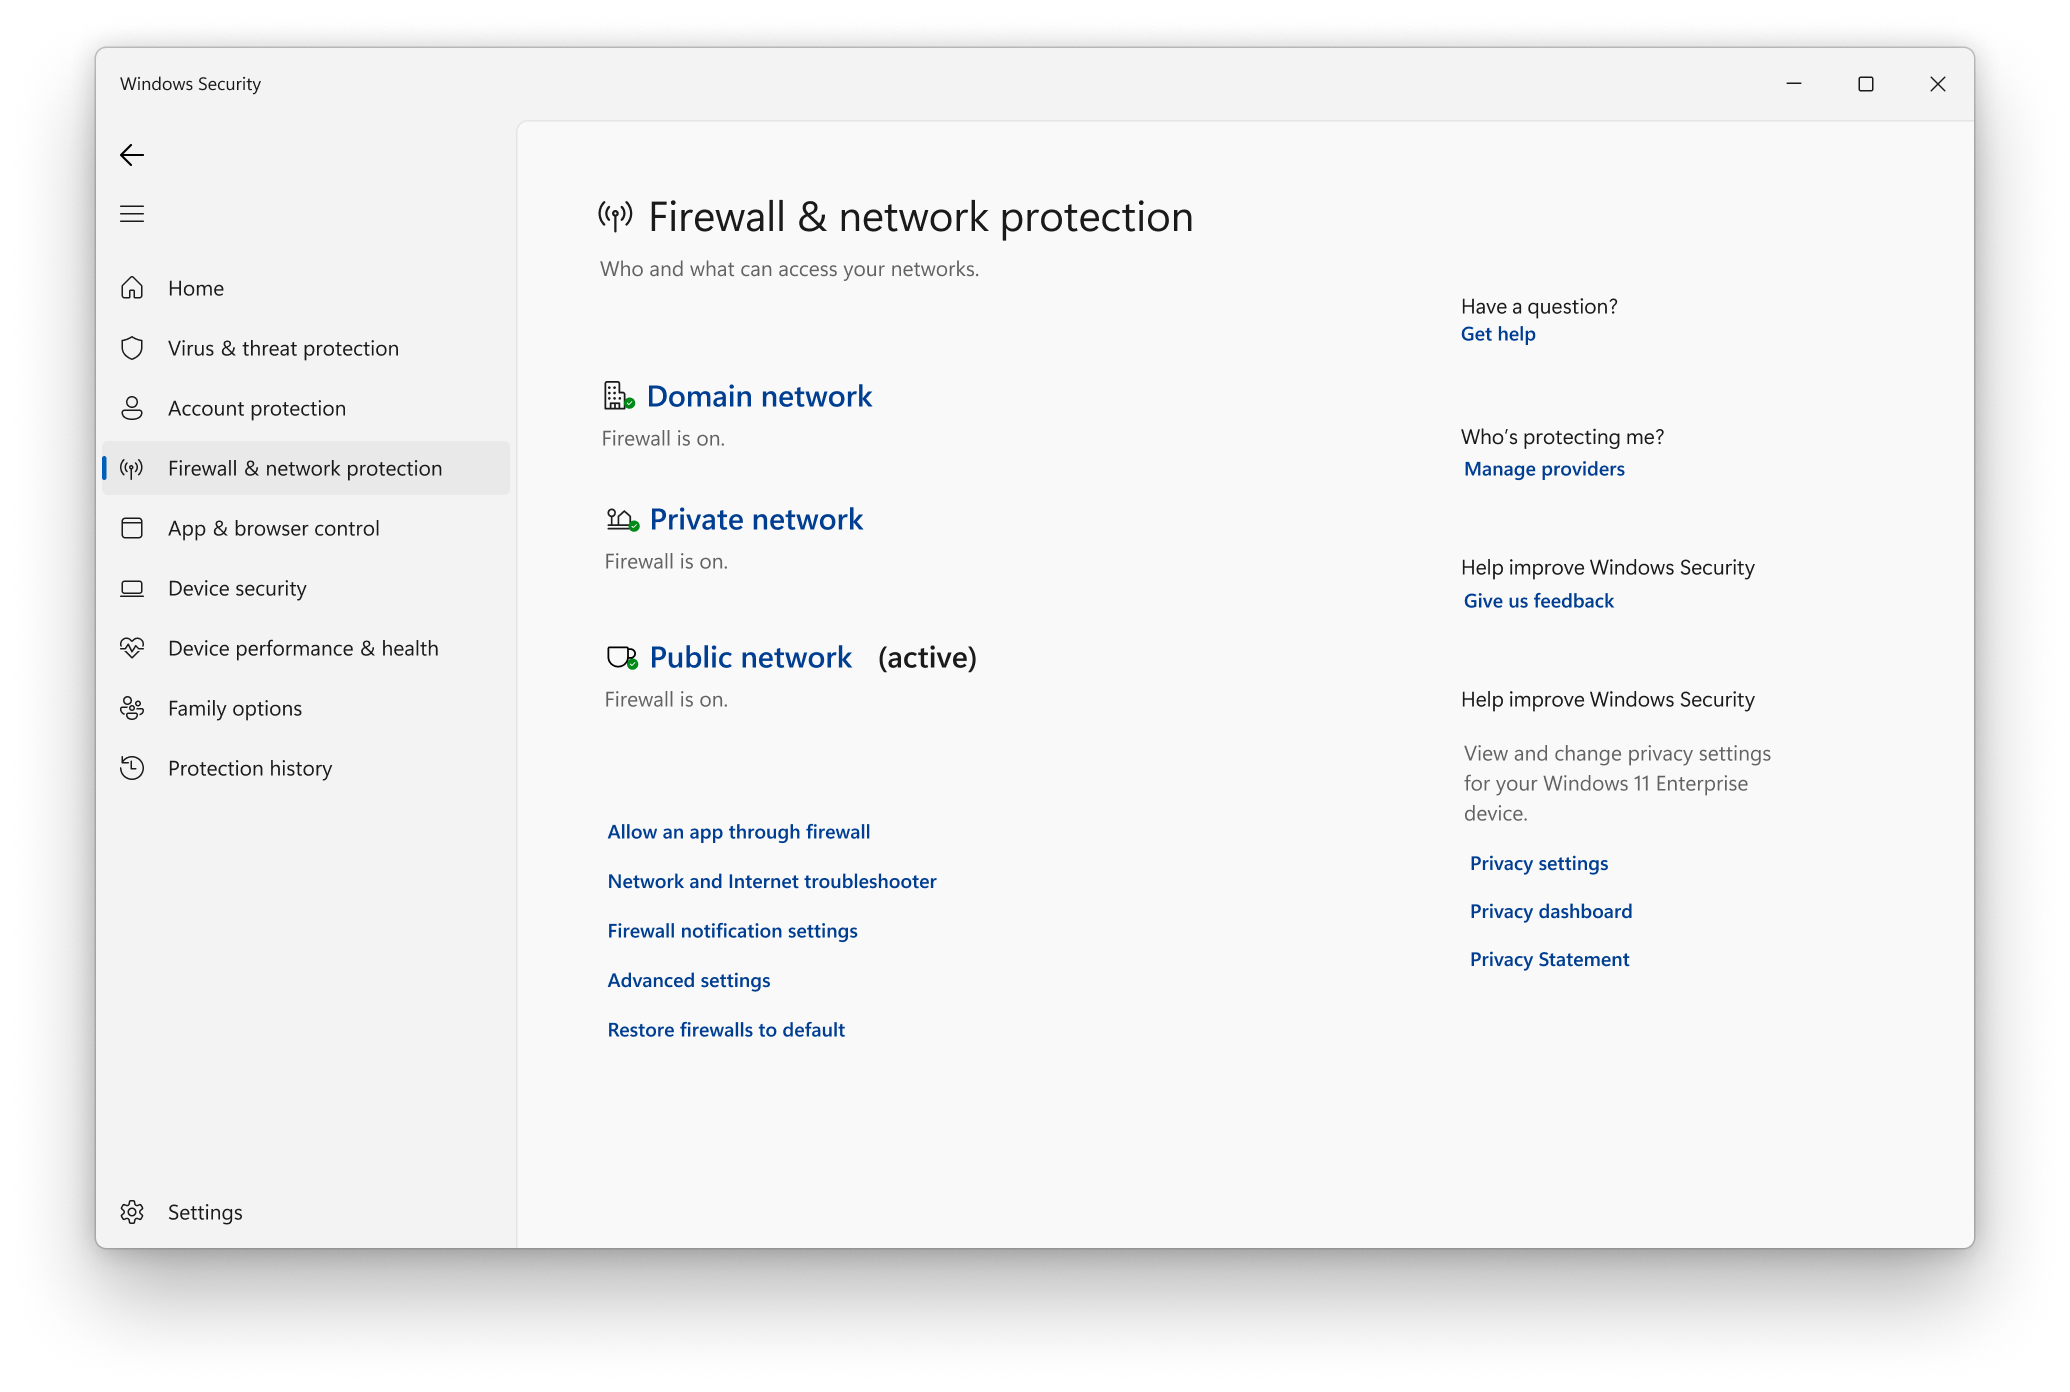 Windows Security
Home
Virus & threat protection
Account protection
Firewall & network protection
App & browser control
Device security
Device performance & health
Family options
Protection history
Settings
Firewall & network protection
Who and what can access your networks.
Domain network
Firewall is on.
Private network
Firewall is on.
Public network (active)
Firewall is on.
Allow an app through firewall
Network and Internet troubleshooter
Firewall notification settings
Advanced settings
Restore firewalls to default
Have a question?
Get help
Who's protecting me?
Manage providers
Help improve Windows Security
Give us feedback
Help improve Windows Security
View and change privacy settings
for your Windows 11 Enterprise
device.
Privacy settings
Privacy dashboard
Privacy Statement